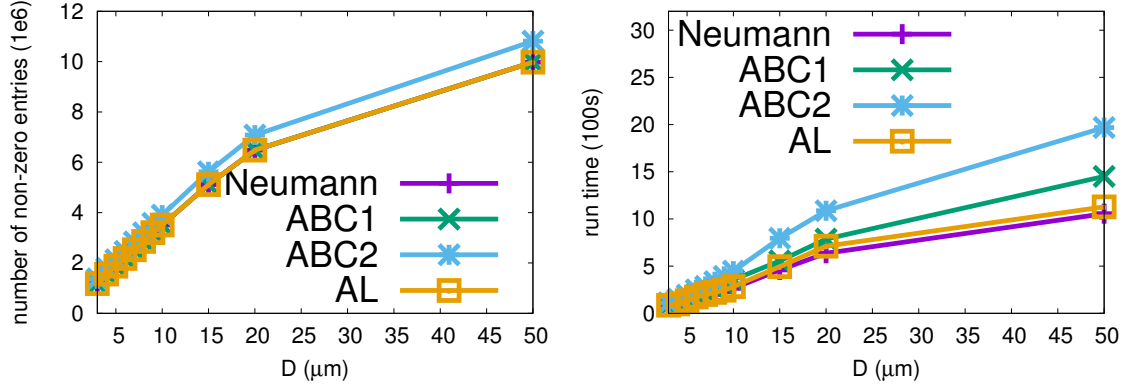 number of non-zero entries (1e6)
12
10
8
6
4
2
0
Neumann
ABC1
ABC2
AL
5 10 15 20 25 30 35 40 45 50
D (μm)
run time (100s)
30
25
20
15
10
5
0
Neumann
ABC1
ABC2
AL
5 10 15 20 25 30 35 40 45 50
D (μm)